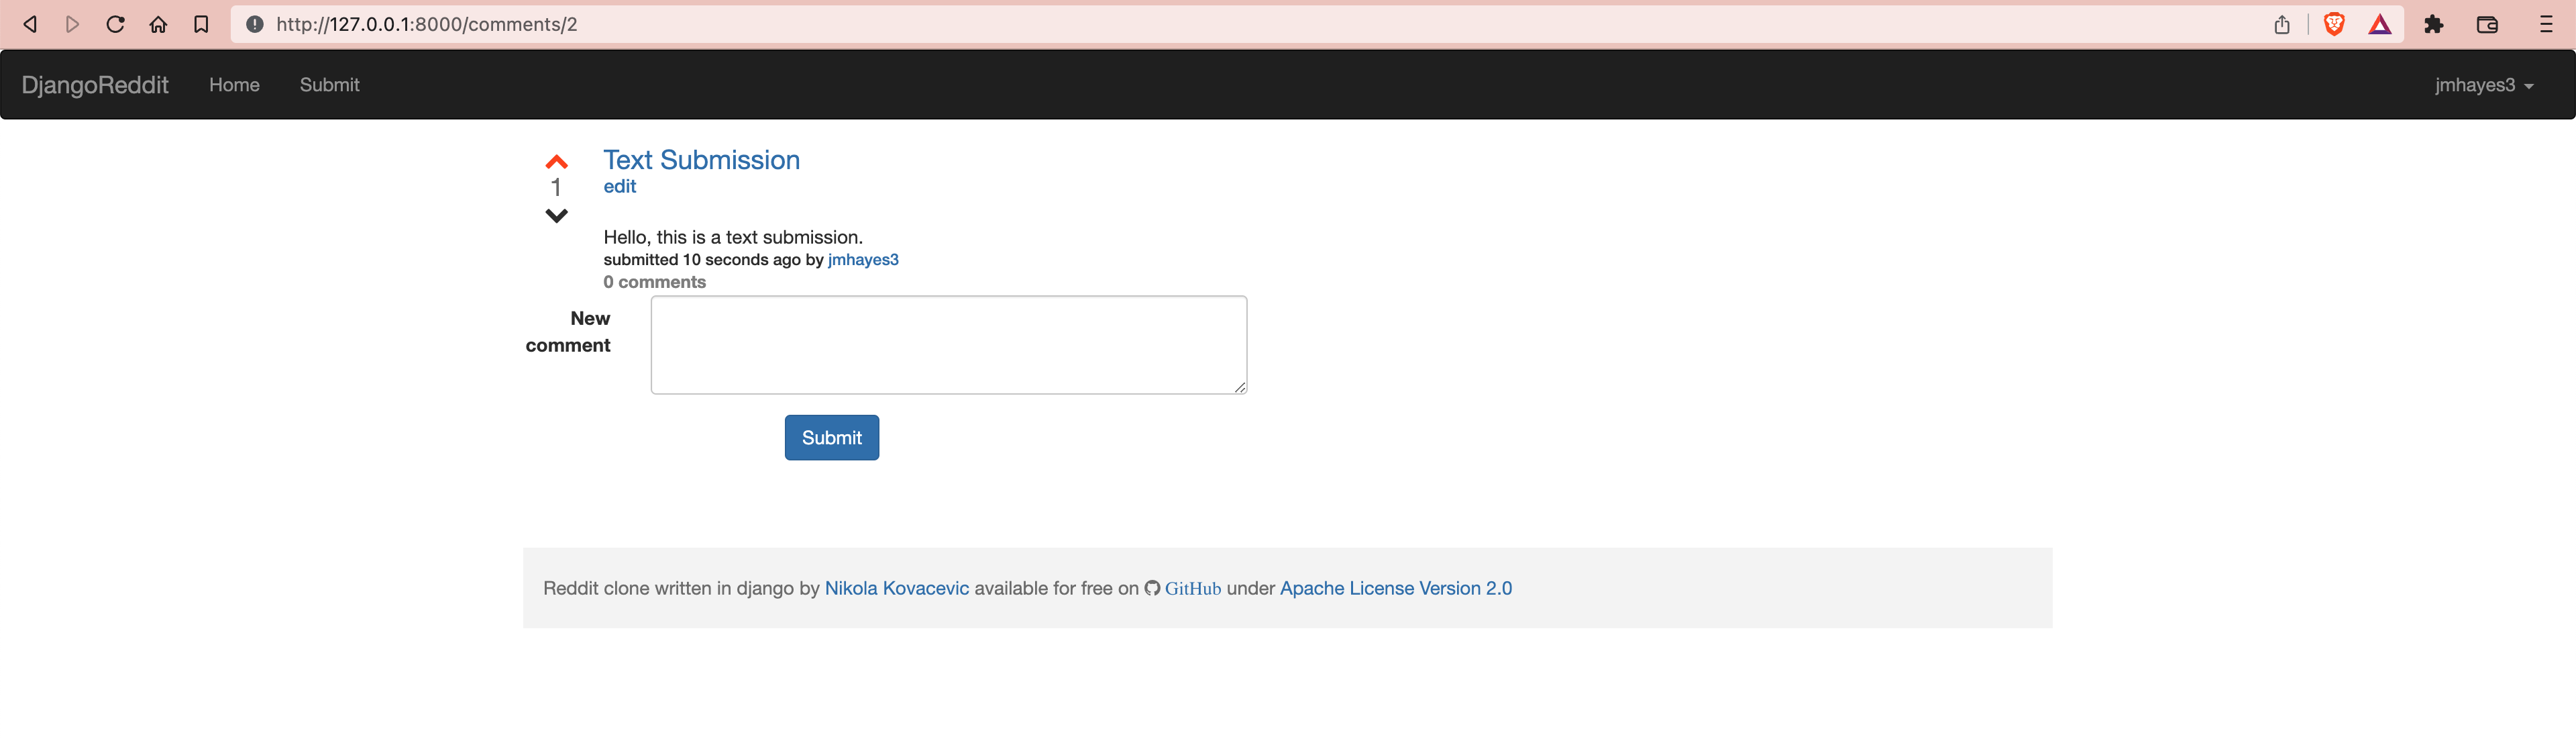 http://127.0.0.1:8000/comments/2
DjangoReddit Home Submit jmhayes3
Text Submission
1
edit
Hello, this is a text submission.
submitted 10 seconds ago by jmhayes3
0 comments
New
comment
Submit
Reddit clone written in django by Nikola Kovacevic available for free on GitHub under Apache License Version 2.0